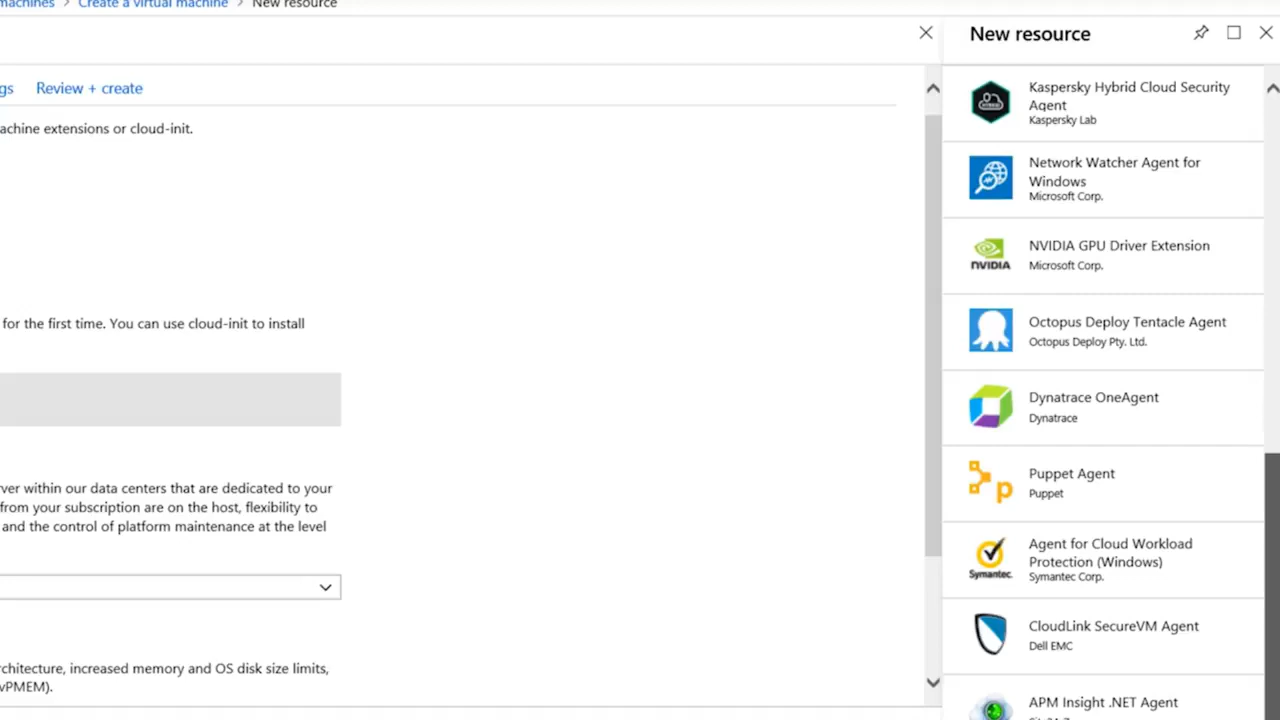 machines > Create a virtual machine > New resource
New resource
gs Review + create
achine extensions or cloud-init.
for the first time. You can use cloud-init to install
ver within our data centers that are dedicated to your
from your subscription are on the host, flexibility to
and the control of platform maintenance at the level
rchitecture, increased memory and OS disk size limits,
vPMEM).
Kaspersky Hybrid Cloud Security
Agent
Kaspersky Lab
Network Watcher Agent for
Windows
Microsoft Corp.
NVIDIA
NVIDIA GPU Driver Extension
Microsoft Corp.
Octopus Deploy Tentacle Agent
Octopus Deploy Pty. Ltd.
Dynatrace OneAgent
Dynatrace
p
Puppet Agent
Puppet
Symantec.
Agent for Cloud Workload
Protection (Windows)
Symantec Corp.
CloudLink SecureVM Agent
Dell EMC
APM Insight .NET Agent